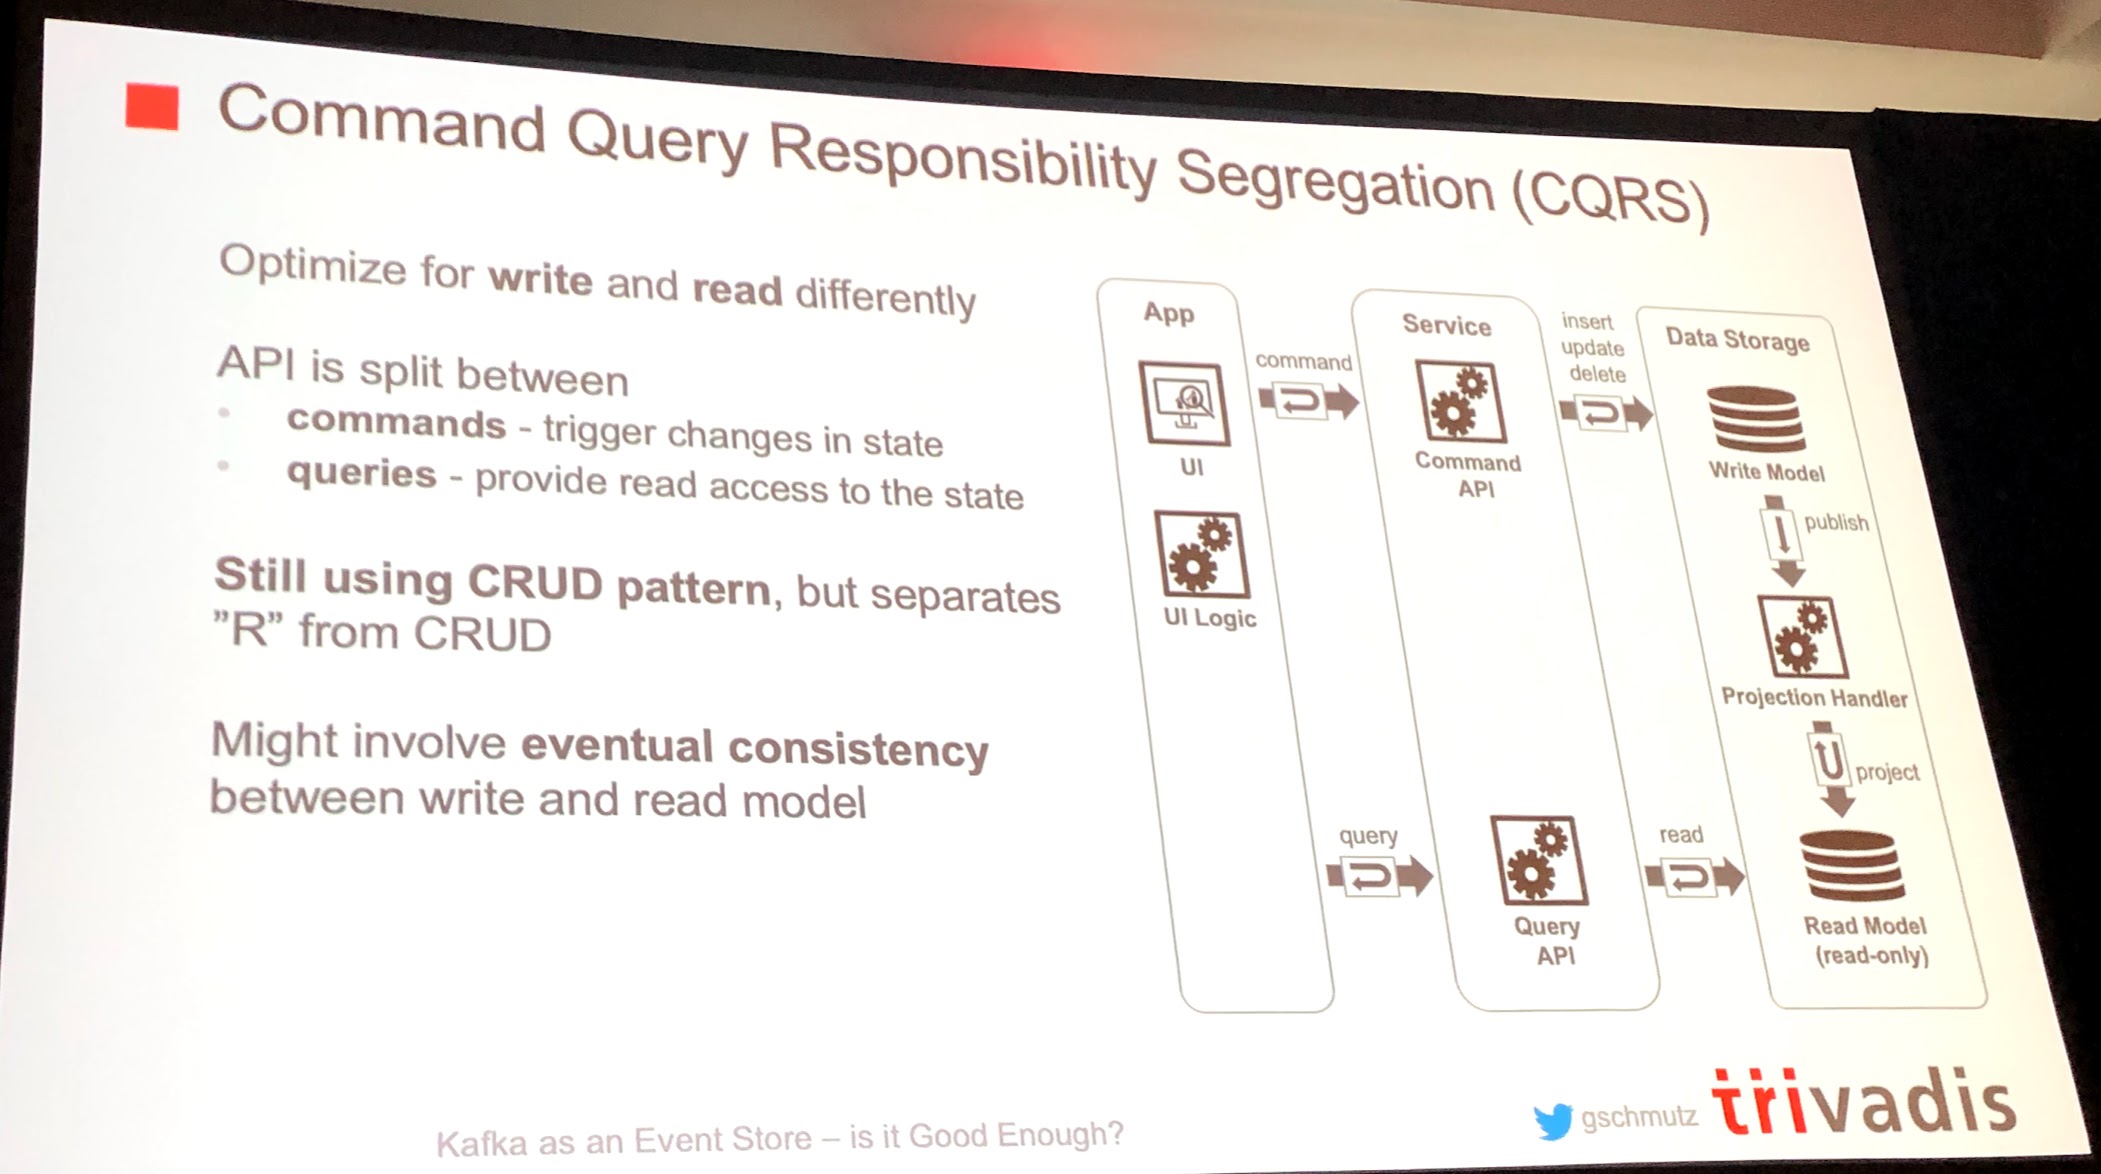 Command Query Responsibility Segregation (CQRS)
Optimize for write and read differently
API is split between
• commands - trigger changes in state
• queries - provide read access to the state
Still using CRUD pattern, but separates
”R” from CRUD
Might involve eventual consistency
between write and read model
App
UI
UI Logic
command
query
Service
Command
API
Query
API
insert
update
delete
read
Data Storage
Write Model
publish
Projection Handler
project
Read Model
(read-only)
Kafka as an Event Store – is it Good Enough?
gschmutz
trivadis